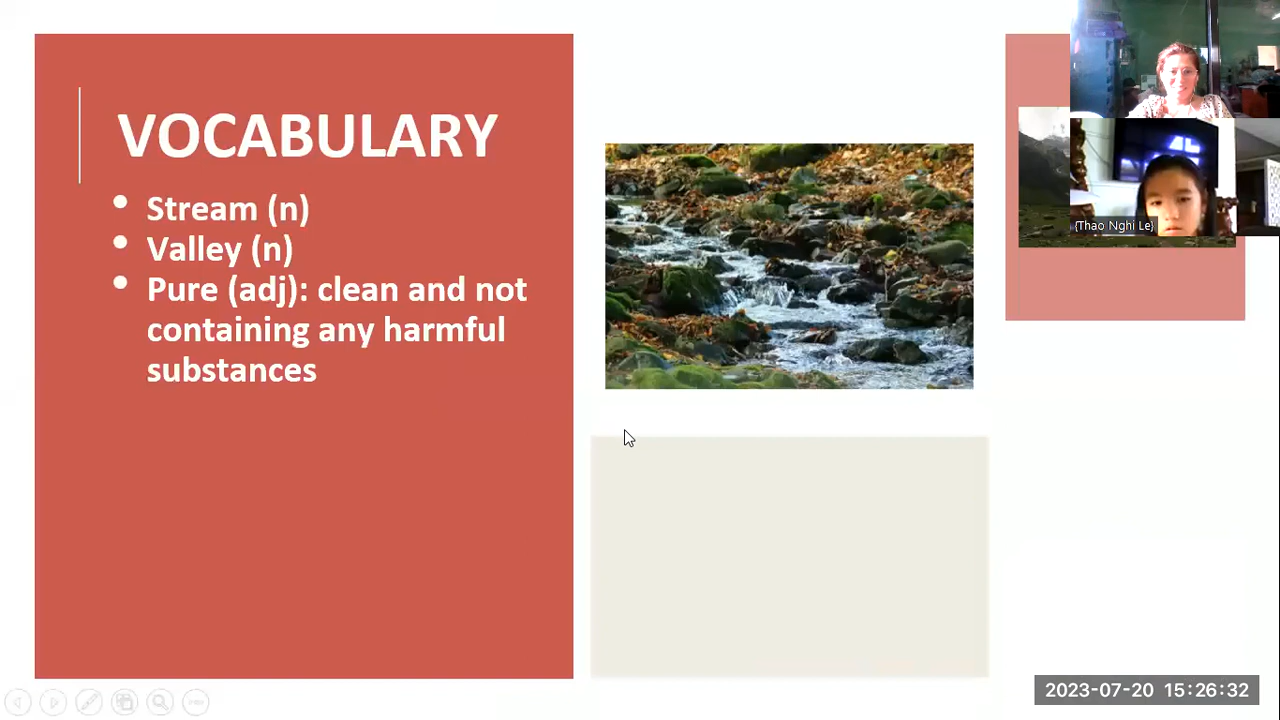 VOCABULARY
Stream (n)
Valley (n)
Pure (adj): clean and not
containing any harmful
substances
{Thao Nghi Le}
2023-07-20 15:26:32